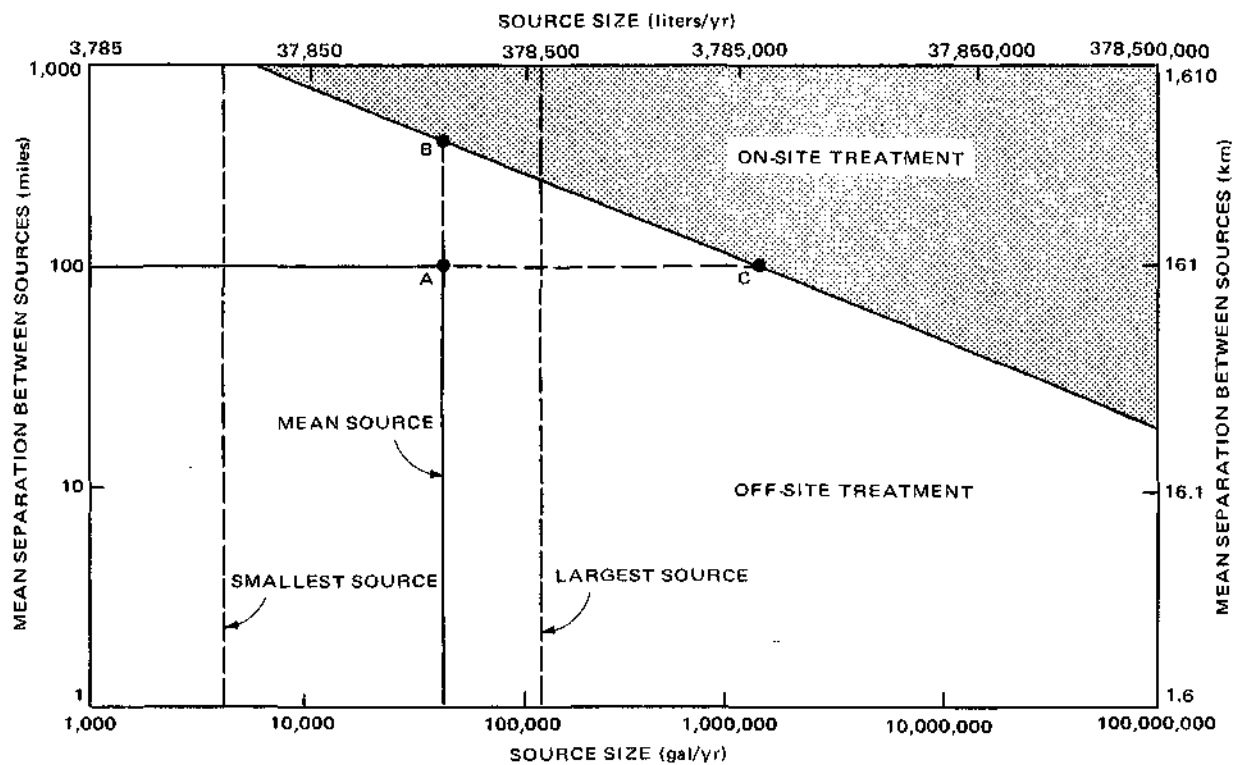 SOURCE SIZE (liters/yr)
3,785 37,850 378,500 3,785,000 37,850,000 378,500,000
1,000
1,610
MEAN SEPARATION BETWEEN SOURCES (miles)
B
ON-SITE TREATMENT
MEAN SEPARATION BETWEEN SOURCES (km)
100
A
C
161
MEAN SOURCE
10
OFF-SITE TREATMENT
16.1
SMALLEST SOURCE
LARGEST SOURCE
1
1.6
1,000 10,000 100,000 1,000,000 10,000,000 100,000,000
SOURCE SIZE (gal/yr)